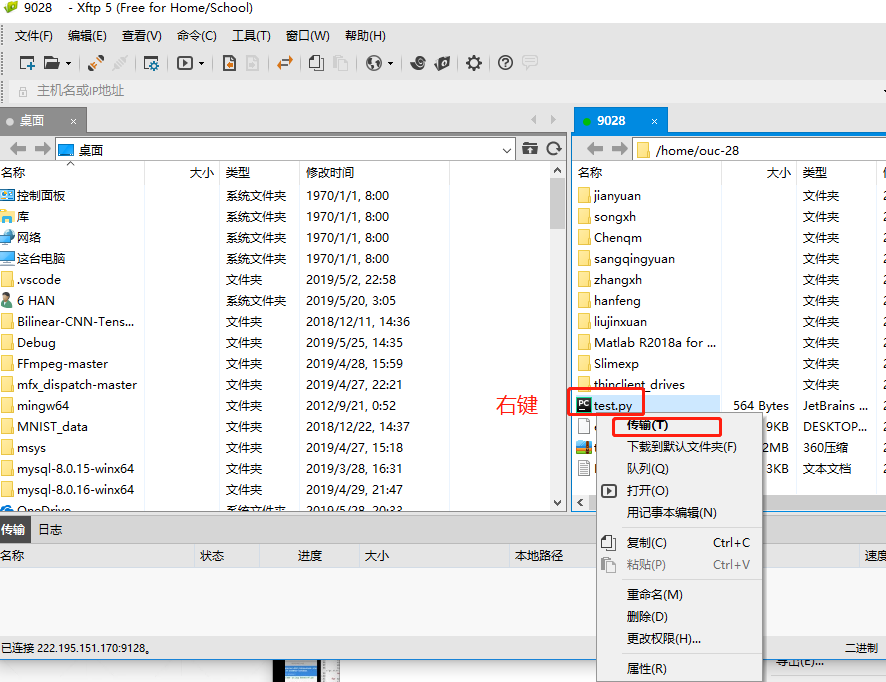 9028 - Xftp 5 (Free for Home/School)
文件(F) 编辑(E) 查看(V) 命令(C) 工具(T) 窗口(W) 帮助(H)
主机名或IP地址
桌面 ×
9028 ×
桌面
/home/ouc-28
名称 大小 类型 修改时间
控制面板 系统文件夹 1970/1/1, 8:00
库 系统文件夹 1970/1/1, 8:00
网络 系统文件夹 1970/1/1, 8:00
这台电脑 系统文件夹 1970/1/1, 8:00
.vscode 文件夹 2019/5/2, 22:58
6 HAN 系统文件夹 2019/5/20, 3:05
Bilinear-CNN-Tens... 文件夹 2018/12/11, 14:36
Debug 文件夹 2019/5/25, 14:35
FFmpeg-master 文件夹 2019/4/28, 15:59
mfx_dispatch-master 文件夹 2019/4/27, 22:21
mingw64 文件夹 2012/9/21, 0:52
MNIST_data 文件夹 2018/12/22, 14:37
msys 文件夹 2019/4/27, 15:18
mysql-8.0.15-winx64 文件夹 2019/3/28, 16:31
mysql-8.0.16-winx64 文件夹 2019/4/29, 21:47
OneDrive 系统文件夹 2019/5/28, 20:33
名称 大小 类型
jianyuan 文件夹
songxh 文件夹
Chenqm 文件夹
sangqingyuan 文件夹
zhangxh 文件夹
hanfeng 文件夹
liujinxuan 文件夹
Matlab R2018a for ... 文件夹
Slimexp 文件夹
thinclient_drives 文件夹
test.py 564 Bytes JetBrains ...
9KB DESKTOP...
2MB 360压缩
3KB 文本文档
右键
传输(T)
下载到默认文件夹(F)
队列(Q)
打开(O)
用记事本编辑(N)
复制(C) Ctrl+C
粘贴(P) Ctrl+V
重命名(M)
删除(D)
更改权限(H)...
属性(R)
传输 日志
名称 状态 进度 大小 本地路径 速度
已连接 222.195.151.170:9128。
二进制
导出(E)...